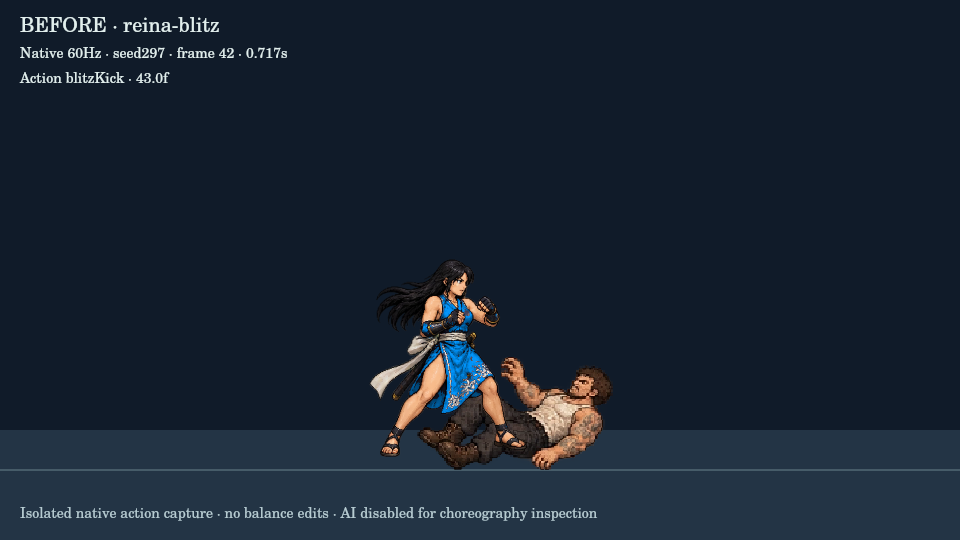 BEFORE · reina-blitz
Native 60Hz · seed297 · frame 42 · 0.717s
Action blitzKick · 43.0f
Isolated native action capture · no balance edits · AI disabled for choreography inspection